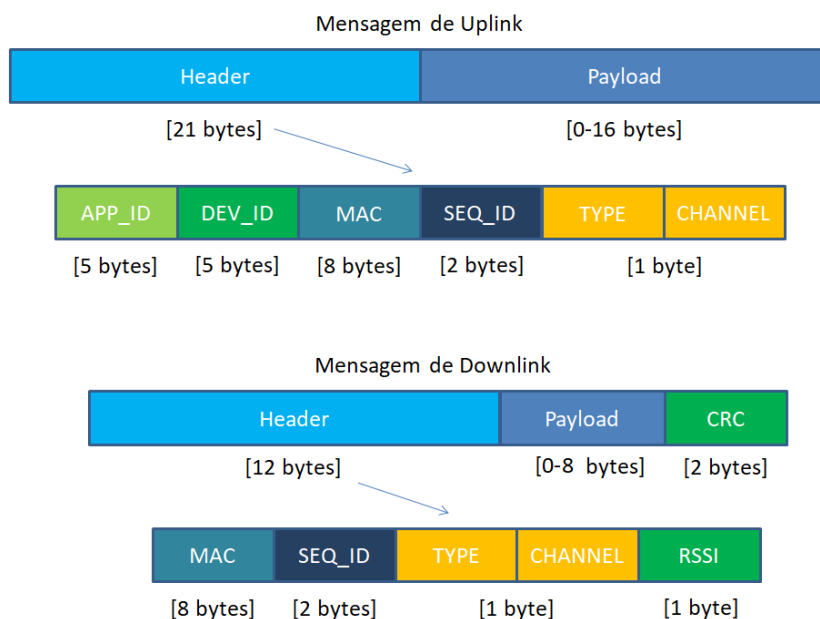 Mensagem de Uplink
Header Payload
[21 bytes] [0-16 bytes]
APP_ID DEV_ID MAC SEQ_ID TYPE CHANNEL
[5 bytes] [5 bytes] [8 bytes] [2 bytes] [1 byte]
Mensagem de Downlink
Header Payload CRC
[12 bytes] [0-8 bytes] [2 bytes]
MAC SEQ_ID TYPE CHANNEL RSSI
[8 bytes] [2 bytes] [1 byte] [1 byte]